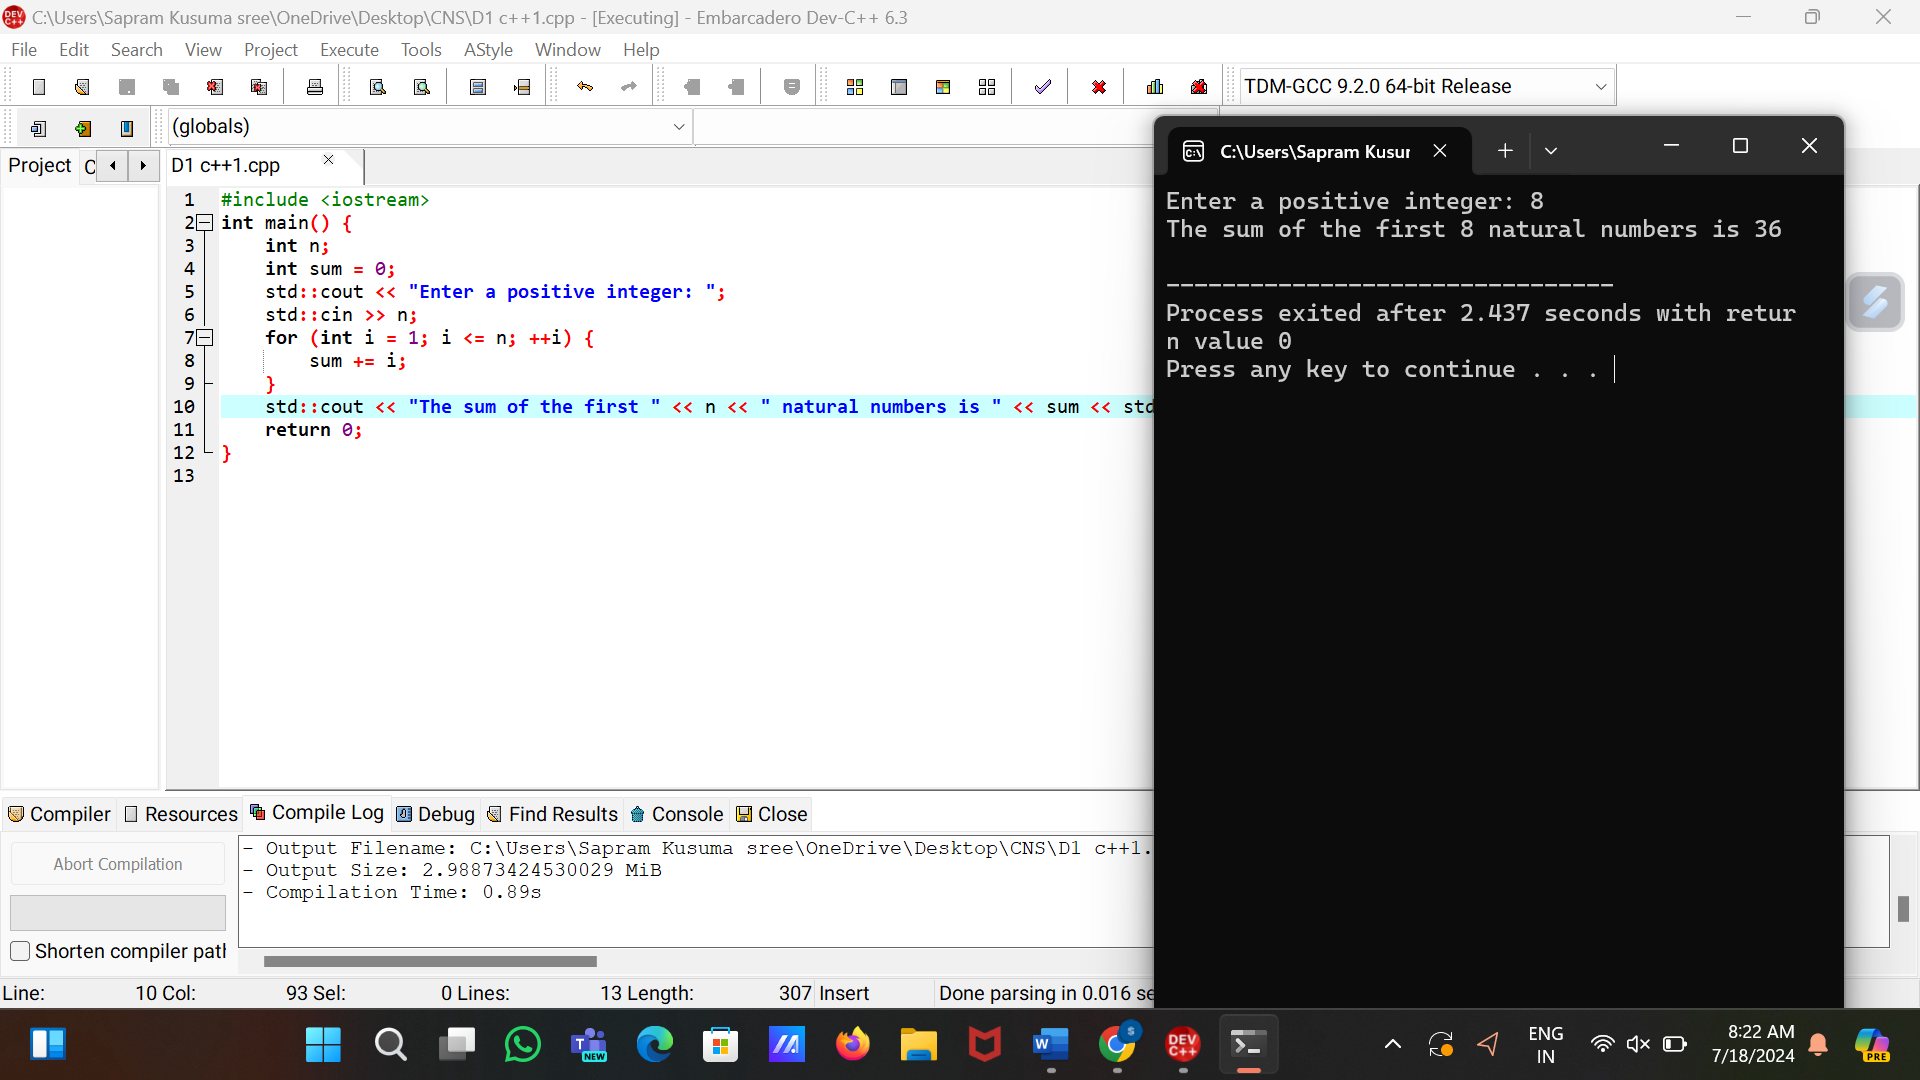 C:\Users\Sapram Kusuma sree\OneDrive\Desktop\CNS\D1 c++1.cpp - [Executing] - Embarcadero Dev-C++ 6.3
File Edit Search View Project Execute Tools AStyle Window Help
TDM-GCC 9.2.0 64-bit Release
(globals)
Project C
D1 c++1.cpp
1 #include <iostream>
2 int main() {
3 int n;
4 int sum = 0;
5 std::cout << "Enter a positive integer: ";
6 std::cin >> n;
7 for (int i = 1; i <= n; ++i) {
8 sum += i;
9 }
10 std::cout << "The sum of the first " << n << " natural numbers is " << sum << std
11 return 0;
12 }
13
C:\Users\Sapram Kusur
Enter a positive integer: 8
The sum of the first 8 natural numbers is 36
--------------------------------
Process exited after 2.437 seconds with retur
n value 0
Press any key to continue . . .
Compiler Resources Compile Log Debug Find Results Console Close
Abort Compilation
Shorten compiler path
- Output Filename: C:\Users\Sapram Kusuma sree\OneDrive\Desktop\CNS\D1 c++1.
- Output Size: 2.98873424530029 MiB
- Compilation Time: 0.89s
Line: 10 Col: 93 Sel: 0 Lines: 13 Length: 307 Insert Done parsing in 0.016 se
NEW
W
S
DEV C++
ENG
IN
8:22 AM
7/18/2024
PRE